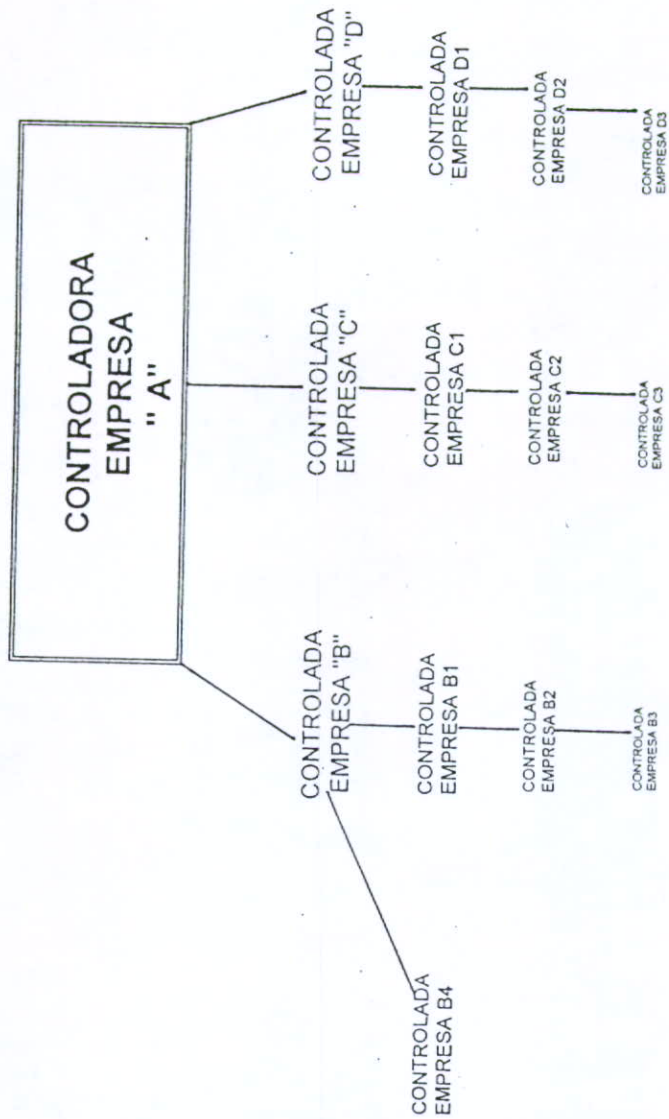 CONTROLADORA
EMPRESA
" A"
CONTROLADA
EMPRESA "B"
CONTROLADA
EMPRESA "C"
CONTROLADA
EMPRESA "D"
CONTROLADA
EMPRESA B4
CONTROLADA
EMPRESA B1
CONTROLADA
EMPRESA C1
CONTROLADA
EMPRESA D1
CONTROLADA
EMPRESA B2
CONTROLADA
EMPRESA C2
CONTROLADA
EMPRESA D2
CONTROLADA
EMPRESA B3
CONTROLADA
EMPRESA C3
CONTROLADA
EMPRESA D3